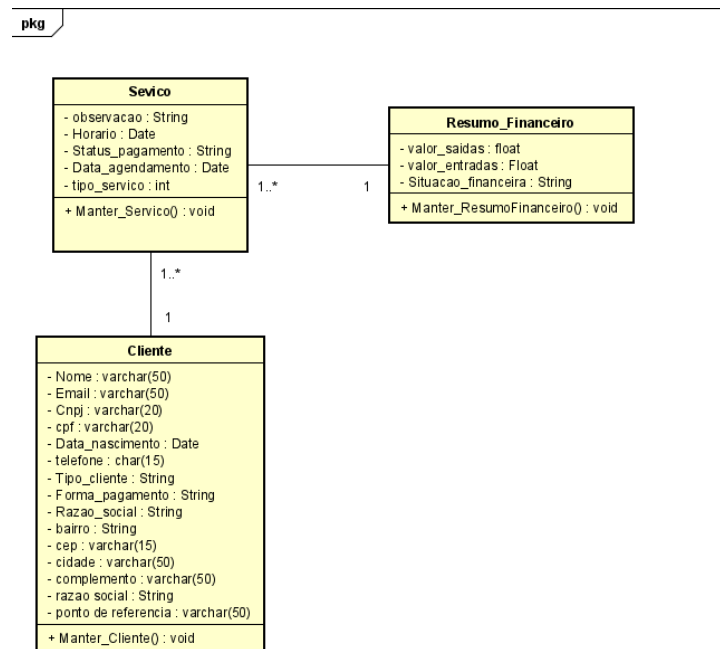 pkg
Sevico
- observacao : String
- Horario : Date
- Status_pagamento : String
- Data_agendamento : Date
- tipo_servico : int
+ Manter_Servico() : void
Resumo_Financeiro
- valor_saidas : float
- valor_entradas : Float
- Situacao_financeira : String
+ Manter_ResumoFinanceiro() : void
1..*
1
1..*
1
Cliente
- Nome : varchar(50)
- Email : varchar(50)
- Cnpj : varchar(20)
- cpf : varchar(20)
- Data_nascimento : Date
- telefone : char(15)
- Tipo_cliente : String
- Forma_pagamento : String
- Razao_social : String
- bairro : String
- cep : varchar(15)
- cidade : varchar(50)
- complemento : varchar(50)
- razao social : String
- ponto de referencia : varchar(50)
+ Manter_Cliente() : void